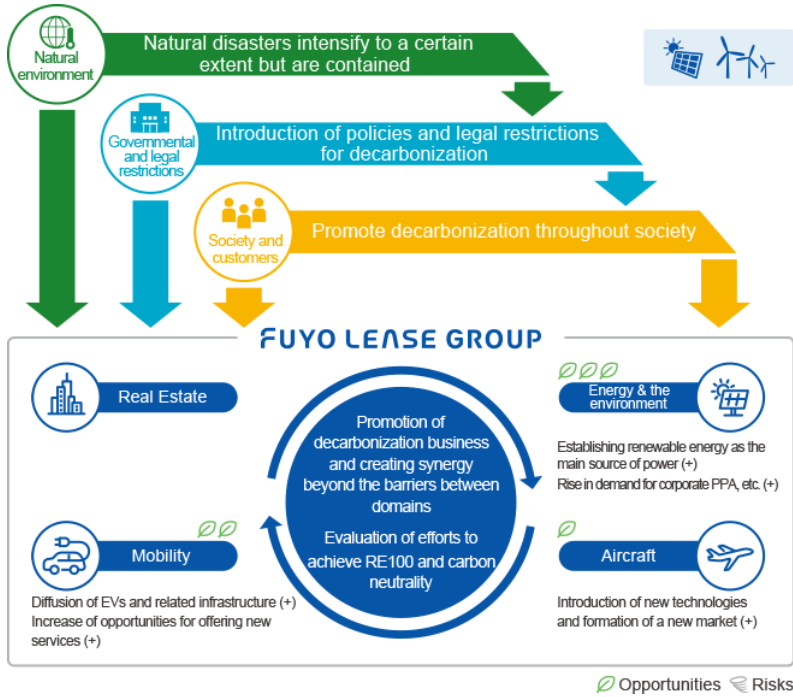 Natural
environment
Natural disasters intensify to a certain
extent but are contained
Governmental
and legal
restrictions
Introduction of policies and legal restrictions
for decarbonization
Society and
customers
Promote decarbonization throughout society
FUYO LEASE GROUP
Real Estate
Energy & the
environment
Establishing renewable energy as the
main source of power (+)
Rise in demand for corporate PPA, etc. (+)
Promotion of
decarbonization business
and creating synergy
beyond the barriers between
domains
Evaluation of efforts to
achieve RE100 and carbon
neutrality
Mobility
Diffusion of EVs and related infrastructure (+)
Increase of opportunities for offering new
services (+)
Aircraft
Introduction of new technologies
and formation of a new market (+)
Opportunities Risks